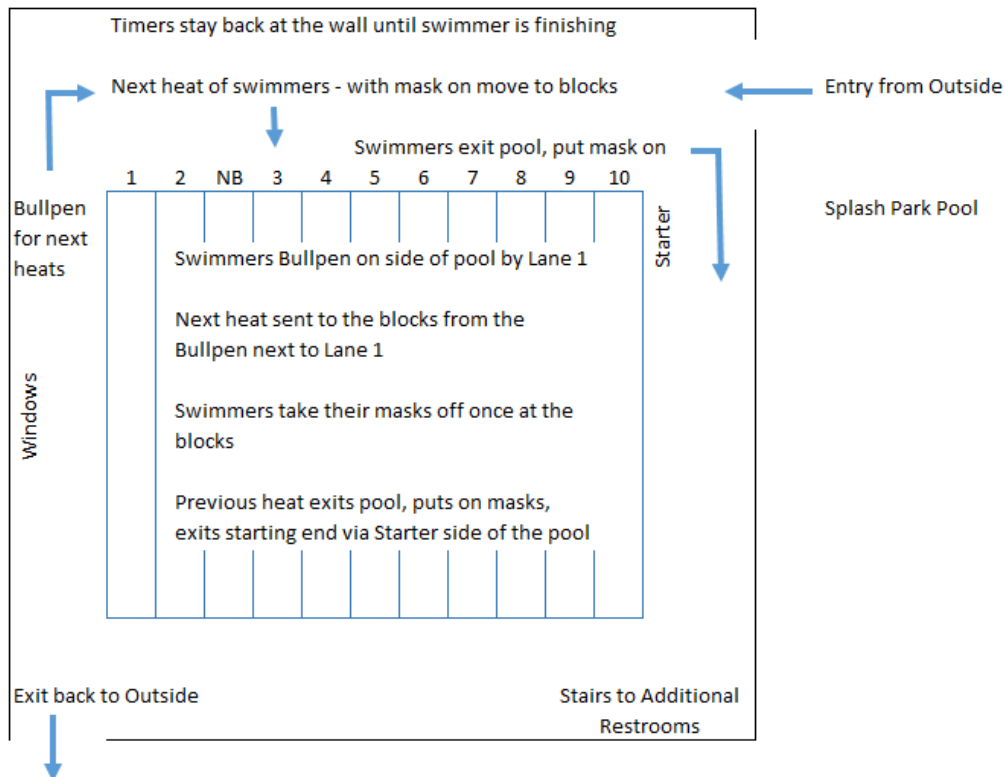 Timers stay back at the wall until swimmer is finishing
Next heat of swimmers - with mask on move to blocks
Entry from Outside
Swimmers exit pool, put mask on
1 2 NB 3 4 5 6 7 8 9 10
Bullpen
for next
heats
Starter
Splash Park Pool
Swimmers Bullpen on side of pool by Lane 1
Next heat sent to the blocks from the
Bullpen next to Lane 1
Windows
Swimmers take their masks off once at the
blocks
Previous heat exits pool, puts on masks,
exits starting end via Starter side of the pool
Exit back to Outside
Stairs to Additional
Restrooms